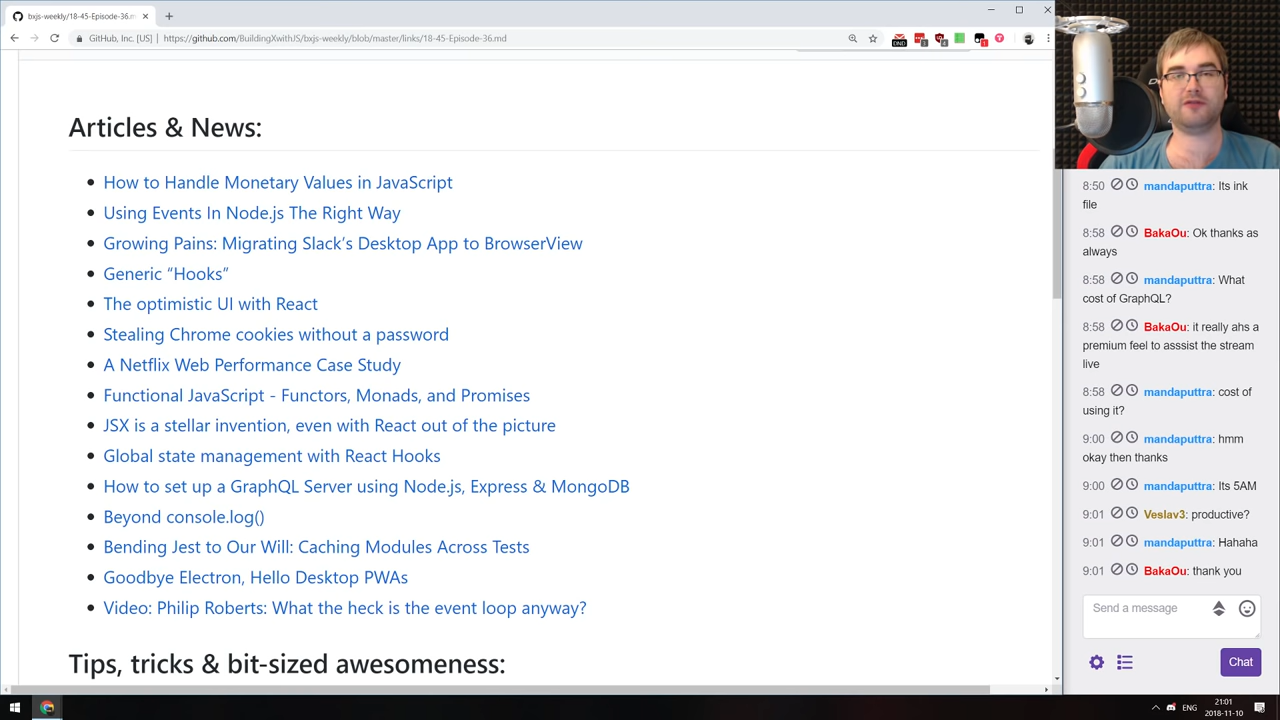 bxjs-weekly/18-45-Episode-36.m
GitHub, Inc. [US] | https://github.com/BuildingXwithJS/bxjs-weekly/blob/master/links/18-45-Episode-36.md
DND
Articles & News:
How to Handle Monetary Values in JavaScript
Using Events In Node.js The Right Way
Growing Pains: Migrating Slack’s Desktop App to BrowserView
Generic “Hooks”
The optimistic UI with React
Stealing Chrome cookies without a password
A Netflix Web Performance Case Study
Functional JavaScript - Functors, Monads, and Promises
JSX is a stellar invention, even with React out of the picture
Global state management with React Hooks
How to set up a GraphQL Server using Node.js, Express & MongoDB
Beyond console.log()
Bending Jest to Our Will: Caching Modules Across Tests
Goodbye Electron, Hello Desktop PWAs
Video: Philip Roberts: What the heck is the event loop anyway?
Tips, tricks & bit-sized awesomeness:
8:50 mandaputtra: Its ink
file
8:58 BakaOu: Ok thanks as
always
8:58 mandaputtra: What
cost of GraphQL?
8:58 BakaOu: it really ahs a
premium feel to asssist the stream
live
8:58 mandaputtra: cost of
using it?
9:00 mandaputtra: hmm
okay then thanks
9:00 mandaputtra: Its 5AM
9:01 Veslav3: productive?
9:01 mandaputtra: Hahaha
9:01 BakaOu: thank you
Send a message
Chat
ENG
21:01
2018-11-10